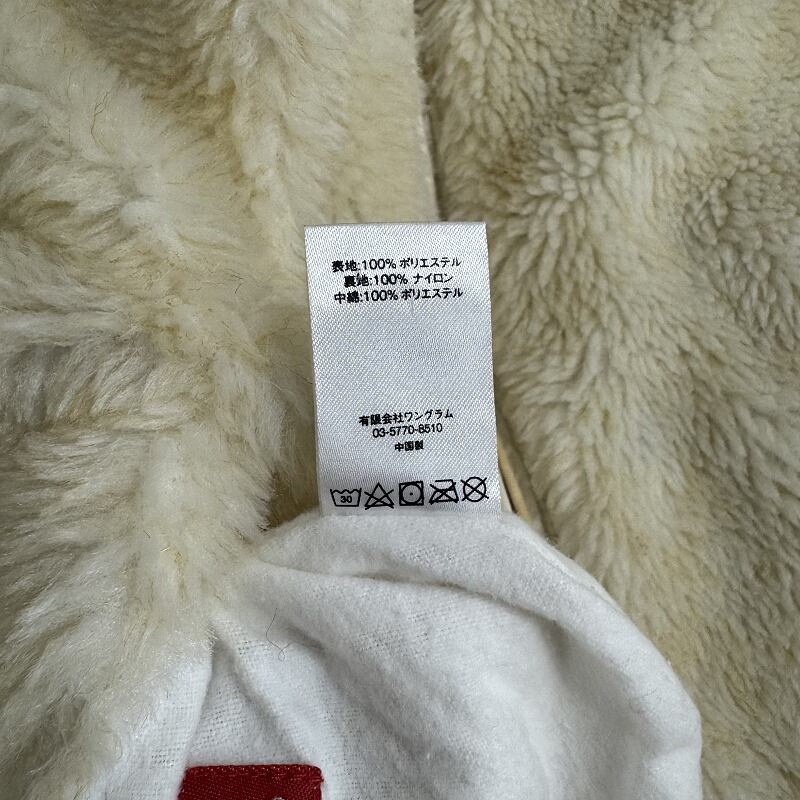 表地:100% ポリエステル
裏地:100% ナイロン
中綿:100% ポリエステル
有限会社ワングラム
03-5770-8510
中国製
30